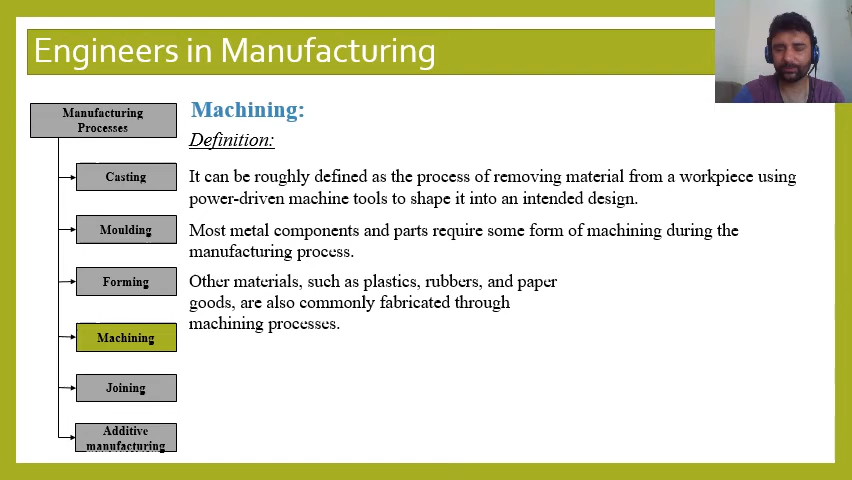 Engineers in Manufacturing
Manufacturing
Processes
Casting
Moulding
Forming
Machining
Joining
Additive
manufacturing
Machining:
Definition:
It can be roughly defined as the process of removing material from a workpiece using
power-driven machine tools to shape it into an intended design.
Most metal components and parts require some form of machining during the
manufacturing process.
Other materials, such as plastics, rubbers, and paper
goods, are also commonly fabricated through
machining processes.